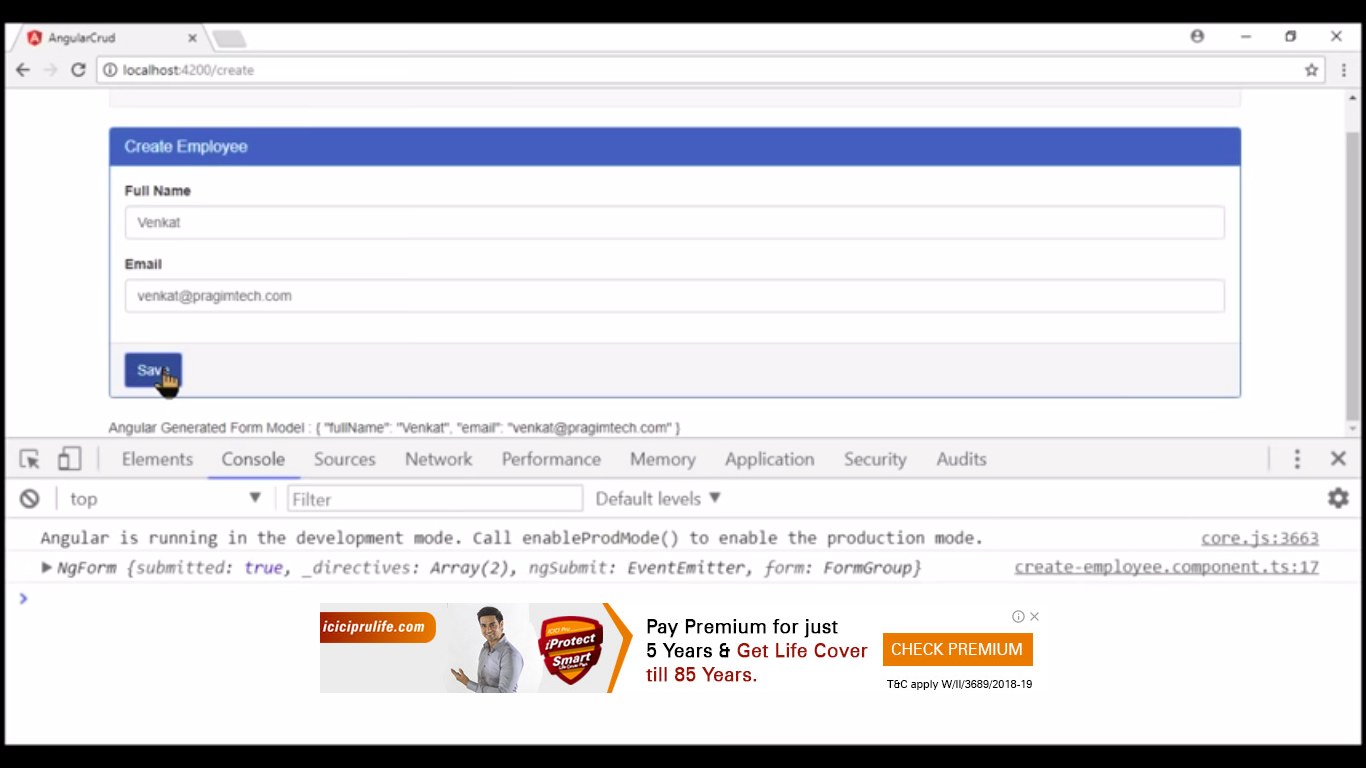 AngularCrud
localhost:4200/create
Create Employee
Full Name
Venkat
Email
venkat@pragimtech.com
Save
Angular Generated Form Model : { "fullName": "Venkat", "email": "venkat@pragimtech.com" }
Elements Console Sources Network Performance Memory Application Security Audits
top Filter Default levels
Angular is running in the development mode. Call enableProdMode() to enable the production mode. core.js:3663
NgForm {submitted: true, _directives: Array(2), ngSubmit: EventEmitter, form: FormGroup} create-employee.component.ts:17
iciciprulife.com
iProtect
Smart
Pay Premium for just
5 Years & Get Life Cover
till 85 Years.
CHECK PREMIUM
T&C apply W/II/3689/2018-19